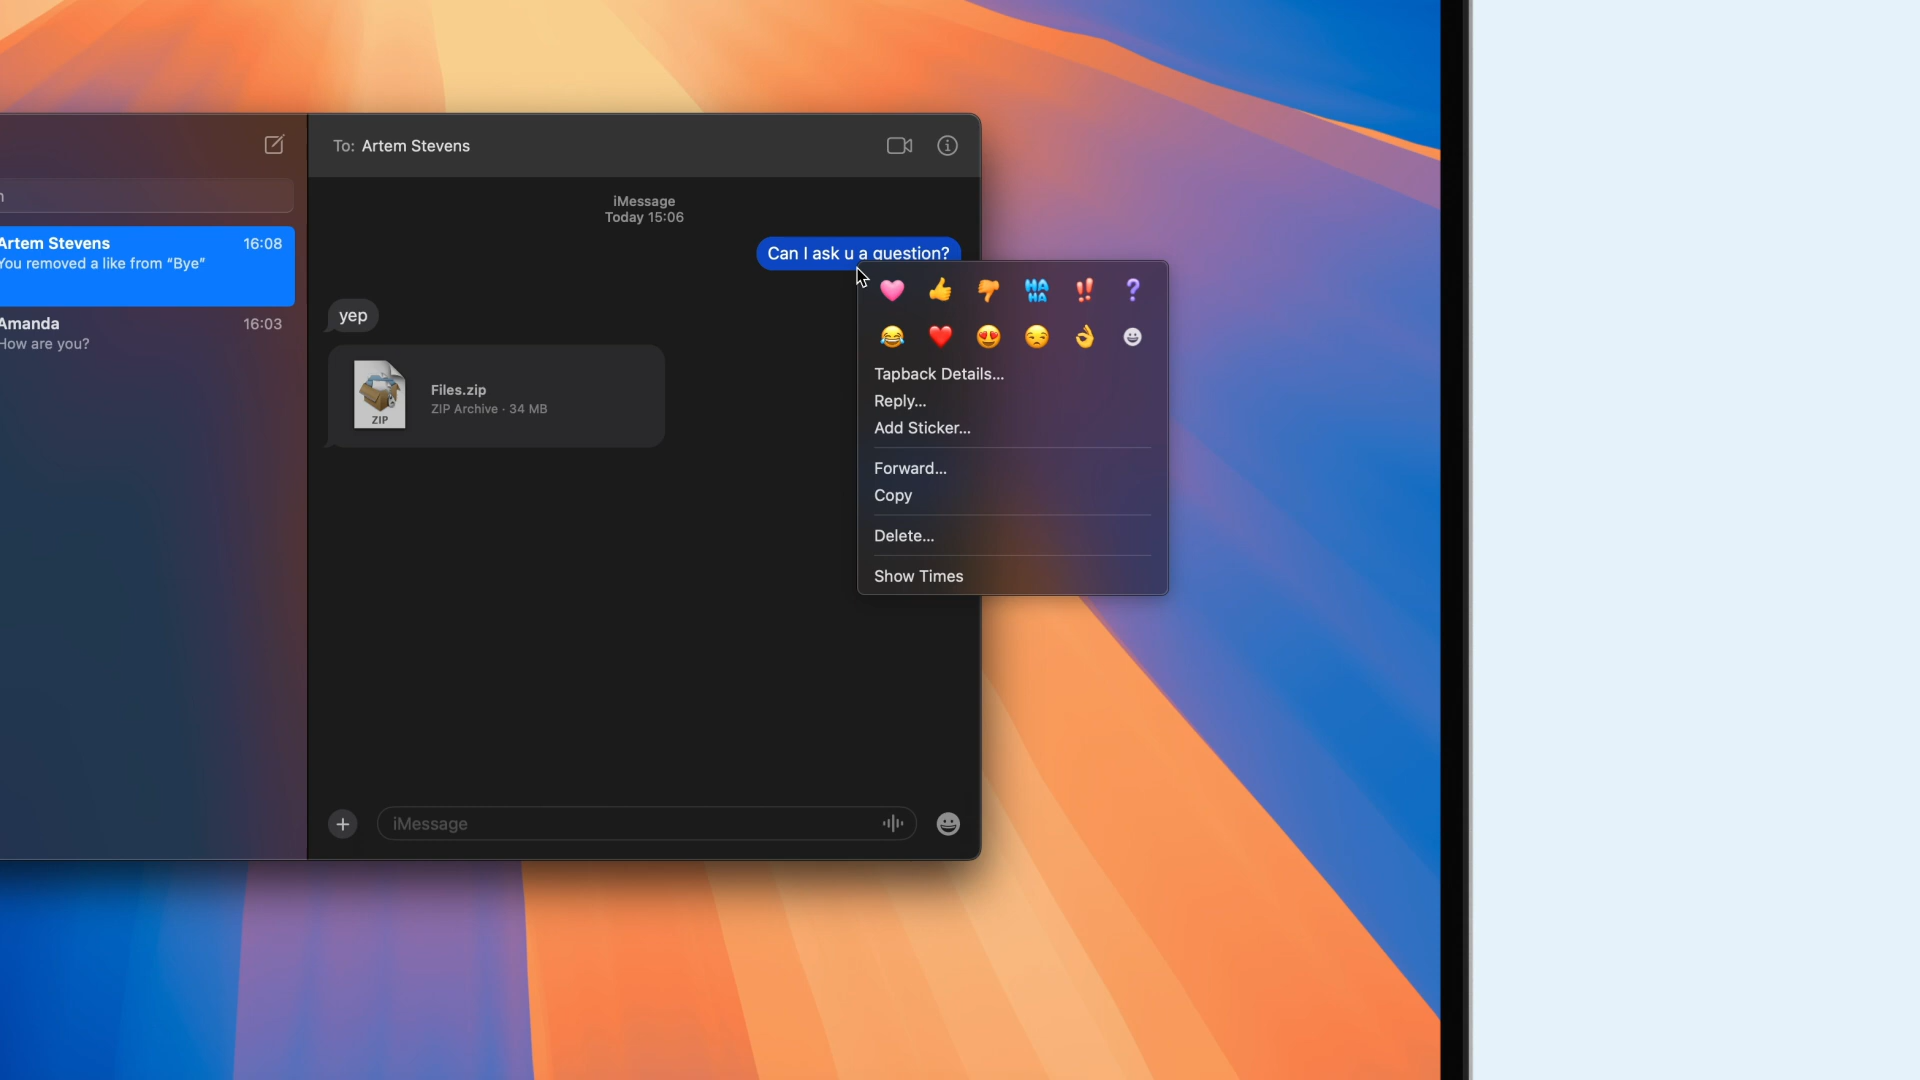 To: Artem Stevens
iMessage
Today 15:06
Artem Stevens 16:08
You removed a like from “Bye”
Amanda 16:03
How are you?
Can I ask u a question?
yep
Files.zip
ZIP Archive · 34 MB
ZIP
HA
HA
Tapback Details...
Reply...
Add Sticker...
Forward...
Copy
Delete...
Show Times
iMessage